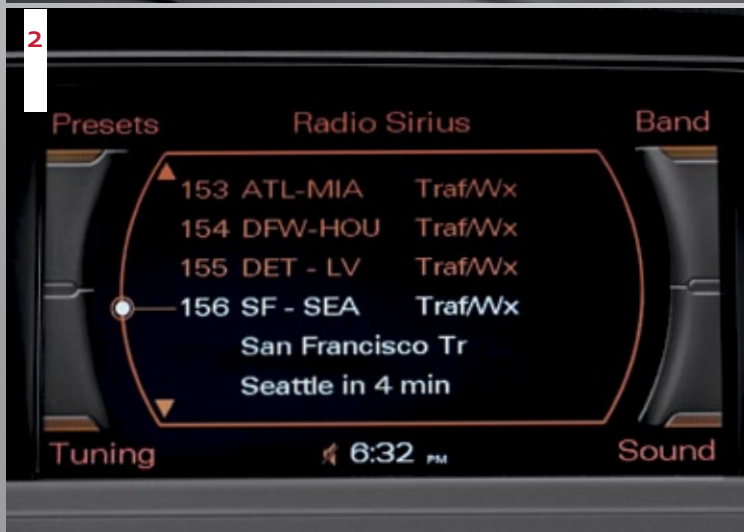 2
Presets Radio Sirius Band
153 ATL-MIA Traf/Wx
154 DFW-HOU Traf/Wx
155 DET - LV Traf/Wx
156 SF - SEA Traf/Wx
San Francisco Tr
Seattle in 4 min
Tuning 6:32 PM Sound